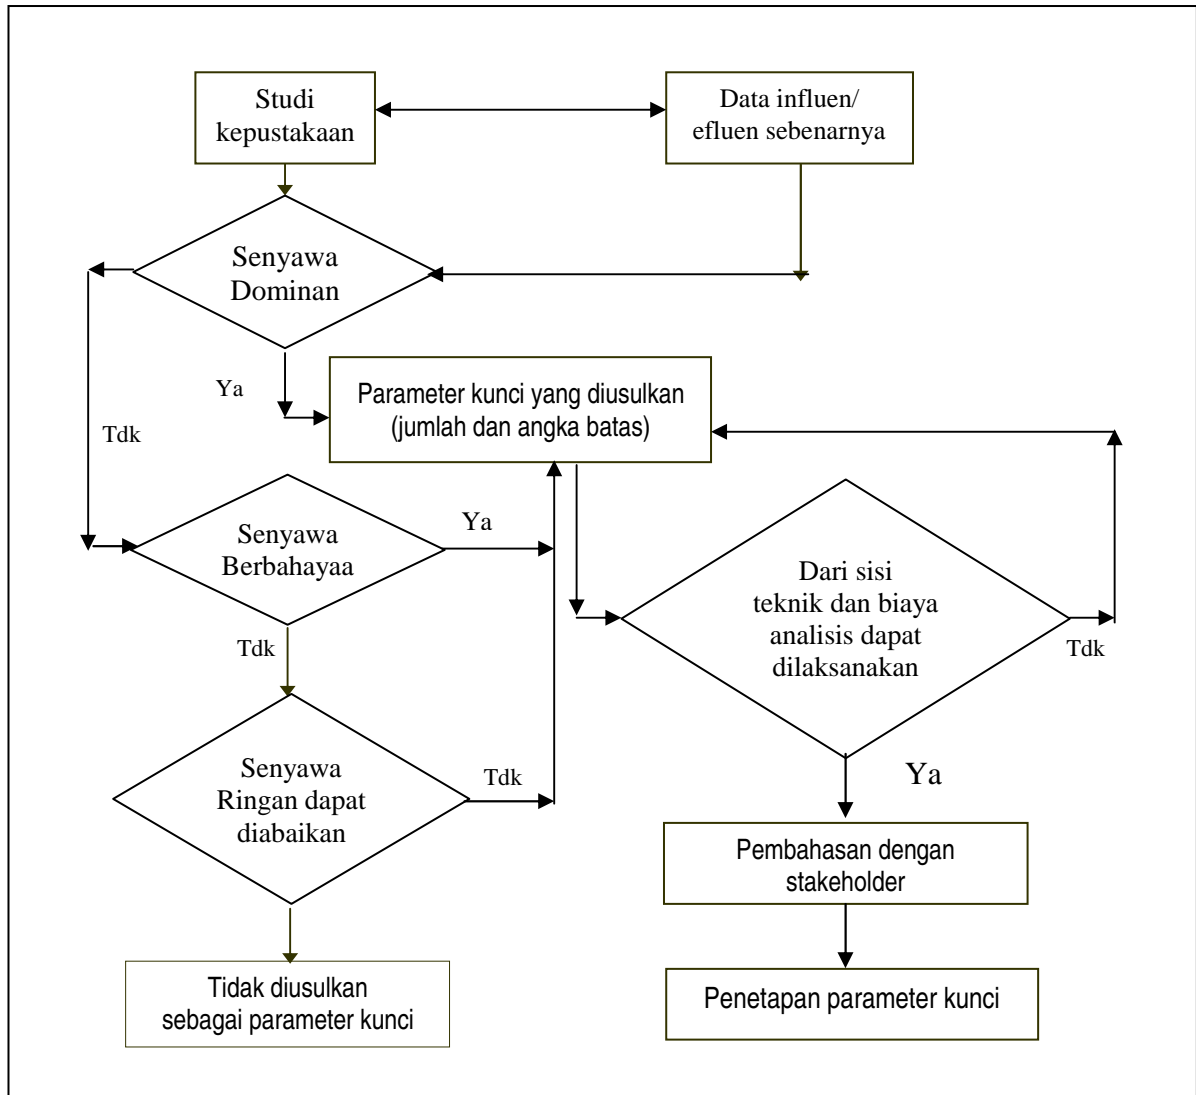 Studi
kepustakaan
Data influen/
efluen sebenarnya
Senyawa
Dominan
Ya
Tdk
Parameter kunci yang diusulkan
(jumlah dan angka batas)
Senyawa
Berbahayaa
Ya
Tdk
Dari sisi
teknik dan biaya
analisis dapat
dilaksanakan
Tdk
Ya
Senyawa
Ringan dapat
diabaikan
Tdk
Pembahasan dengan
stakeholder
Tidak diusulkan
sebagai parameter kunci
Penetapan parameter kunci